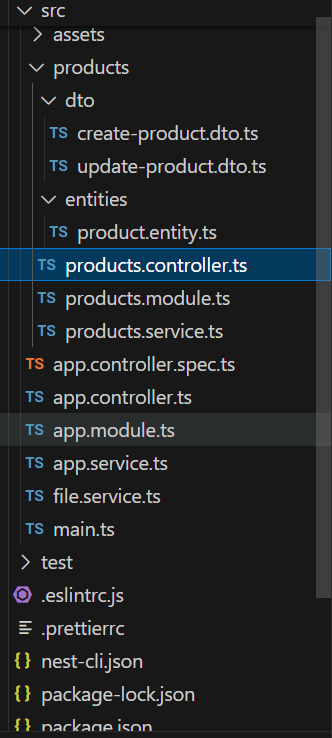 src
assets
products
dto
TS create-product.dto.ts
TS update-product.dto.ts
entities
TS product.entity.ts
TS products.controller.ts
TS products.module.ts
TS products.service.ts
TS app.controller.spec.ts
TS app.controller.ts
TS app.module.ts
TS app.service.ts
TS file.service.ts
TS main.ts
test
.eslintrc.js
.prettierrc
{} nest-cli.json
{} package-lock.json
{} package.json